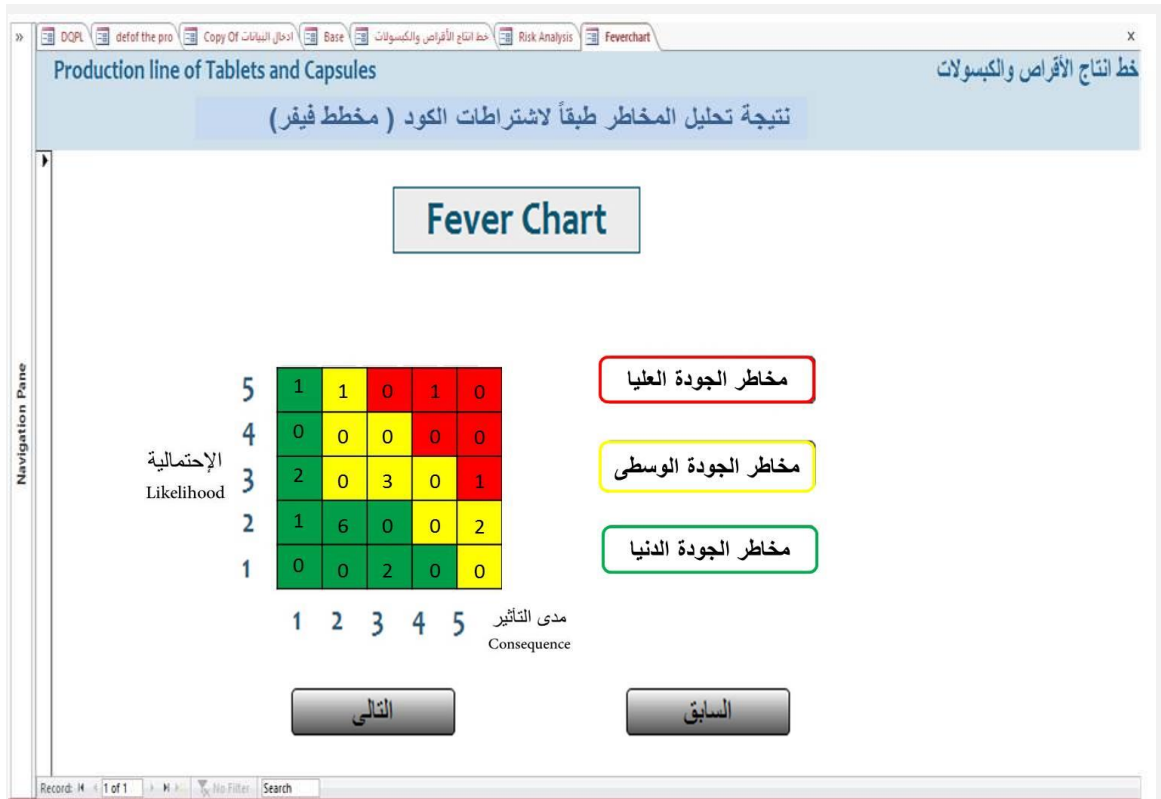 » DQPL defof the pro Copy Of ادخال البيانات Base خط انتاج الأقراص والكبسولات Risk Analysis Feverchart X
Production line of Tablets and Capsules خط انتاج الأقراص والكبسولات
نتيجة تحليل المخاطر طبقاً لاشتراطات الكود ( مخطط فيفر)
Fever Chart
Navigation Pane
الإحتمالية
Likelihood
5 1 1 0 1 0
4 0 0 0 0 0
3 2 0 3 0 1
2 1 6 0 0 2
1 0 0 2 0 0
1 2 3 4 5
مدى التأثير
Consequence
مخاطر الجودة العليا
مخاطر الجودة الوسطى
مخاطر الجودة الدنيا
التالى
السابق
Record: 1 of 1 No Filter Search